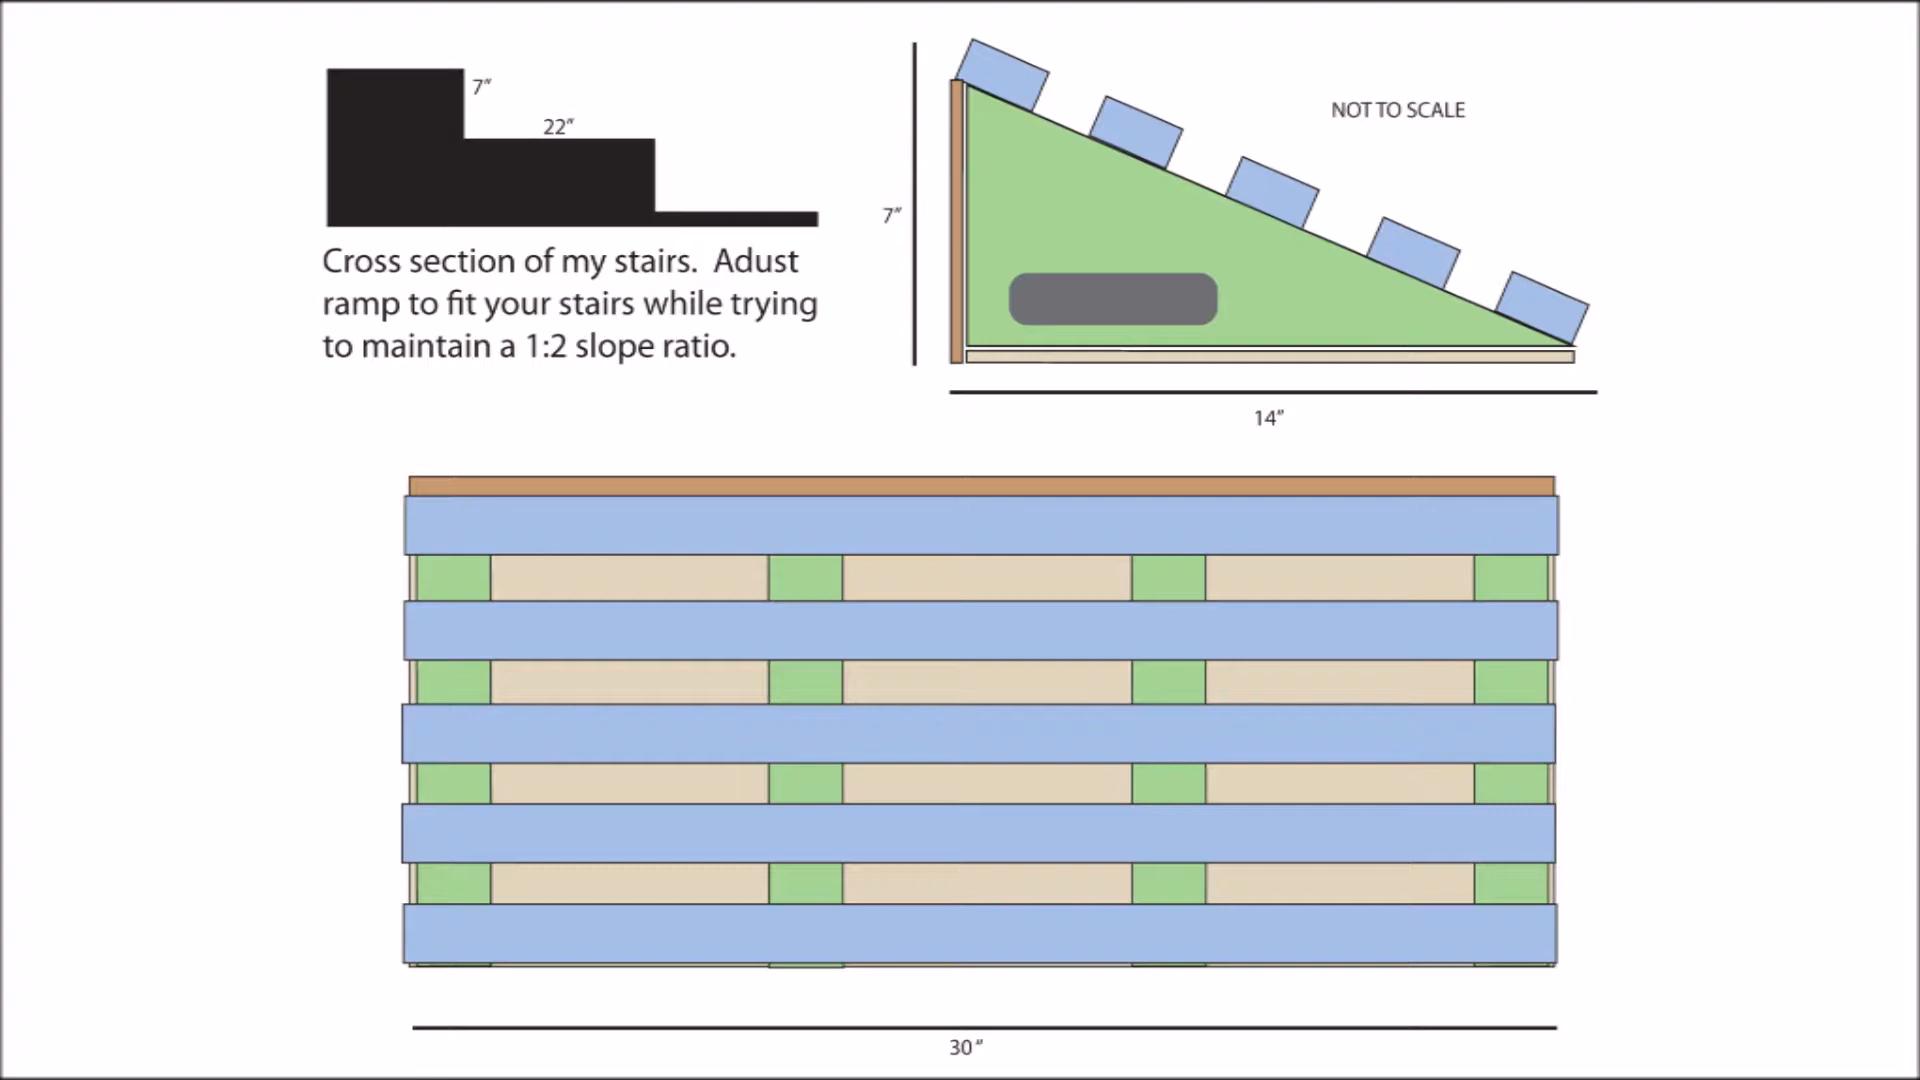 7″
22″
Cross section of my stairs.  Adust
ramp to fit your stairs while trying
to maintain a 1:2 slope ratio.
NOT TO SCALE
7″
14″
30″